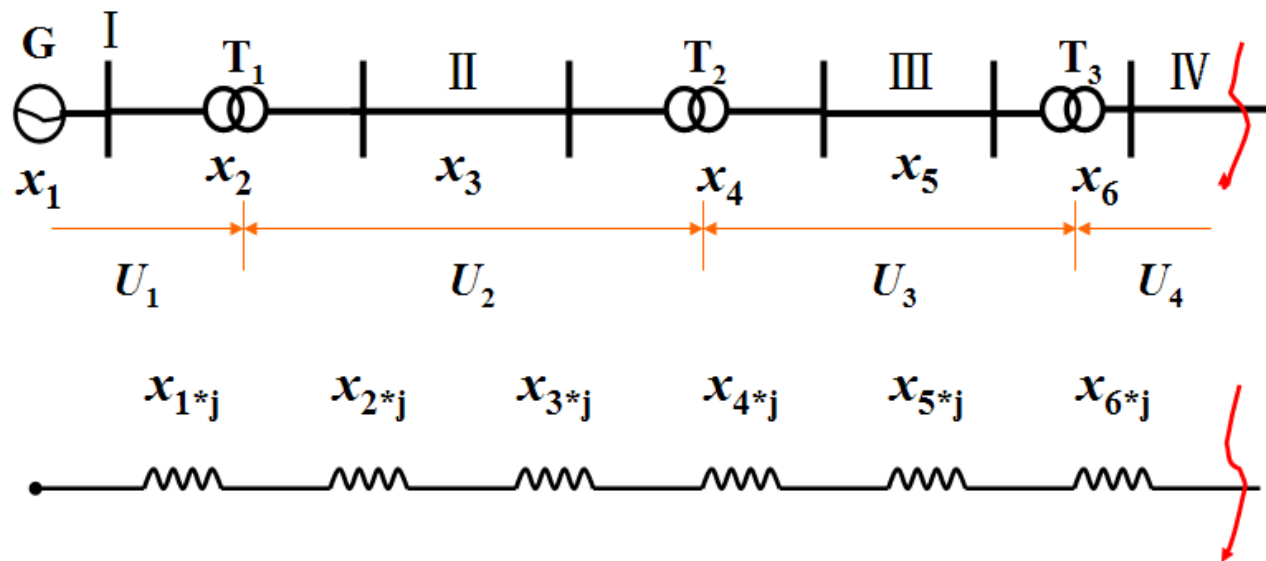 G I T₁ II T₂ III T₃ IV
x₁ x₂ x₃ x₄ x₅ x₆
U₁ U₂ U₃ U₄
x₁*j x₂*j x₃*j x₄*j x₅*j x₆*j